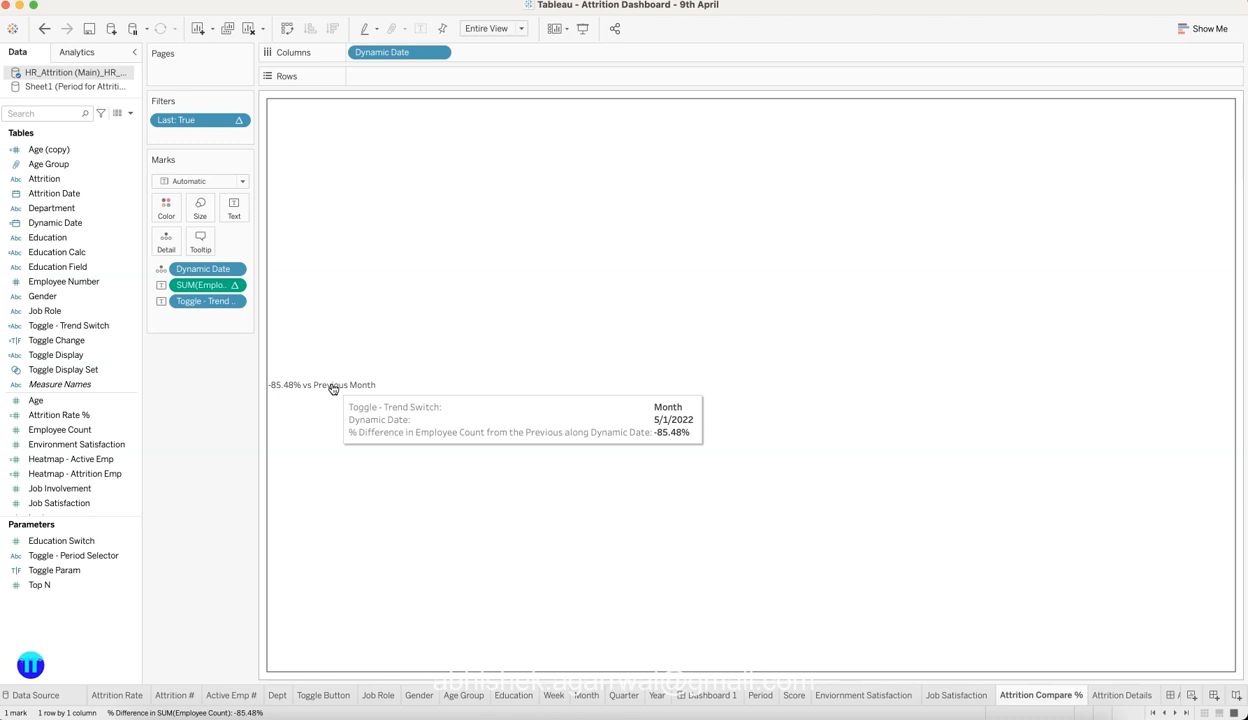 Tableau - Attrition Dashboard - 9th April
Entire View
Show Me
Data
Analytics
Pages
Columns
Dynamic Date
HR_Attrition (Main)_HR_...
Sheet1 (Period for Attriti...
Rows
Filters
Search
Last: True
Tables
Age (copy)
Age Group
Attrition
Attrition Date
Department
Dynamic Date
Education
Education Calc
Education Field
Employee Number
Gender
Job Role
Toggle - Trend Switch
Toggle Change
Toggle Display
Toggle Display Set
Measure Names
Age
Attrition Rate %
Employee Count
Environment Satisfaction
Heatmap - Active Emp
Heatmap - Attrition Emp
Job Involvement
Job Satisfaction
Parameters
Education Switch
Toggle - Period Selector
Toggle Param
Top N
Marks
Automatic
Color
Size
Text
Detail
Tooltip
Dynamic Date
SUM(Emplo..
Toggle - Trend ..
-85.48% vs Previous Month
Toggle - Trend Switch: Month
Dynamic Date: 5/1/2022
% Difference in Employee Count from the Previous along Dynamic Date: -85.48%
abhishek.agarrwal@gmail.com
Data Source
Attrition Rate
Attrition #
Active Emp #
Dept
Toggle Button
Job Role
Gender
Age Group
Education
Week
Month
Quarter
Year
Dashboard 1
Period
Score
Enviornment Satisfaction
Job Satisfaction
Attrition Compare %
Attrition Details
1 mark
1 row by 1 column
% Difference in SUM(Employee Count): -85.48%